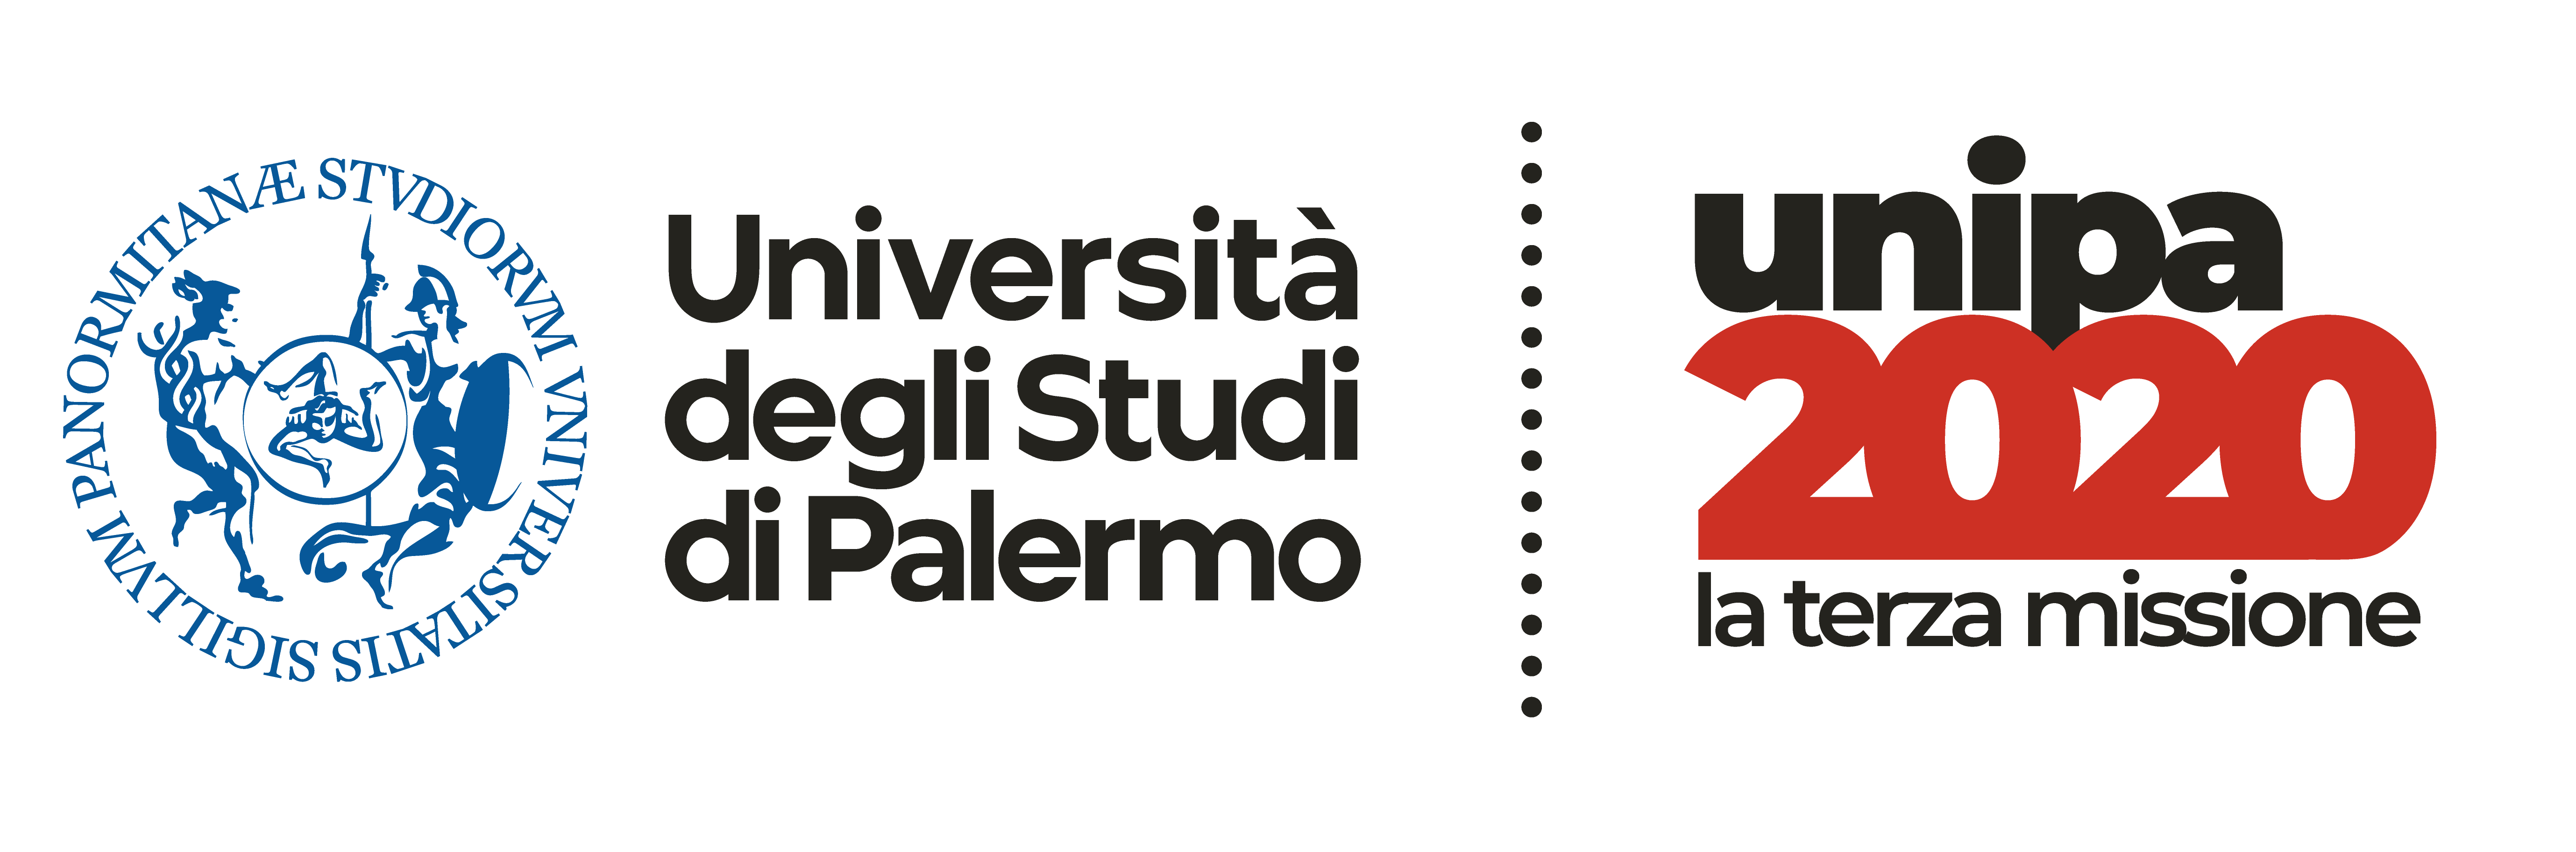 SIGILLVM PANORMITANÆ STVDIORVM VNIVERSITATIS
Università
degli Studi
di Palermo
unipa
2020
la terza missione